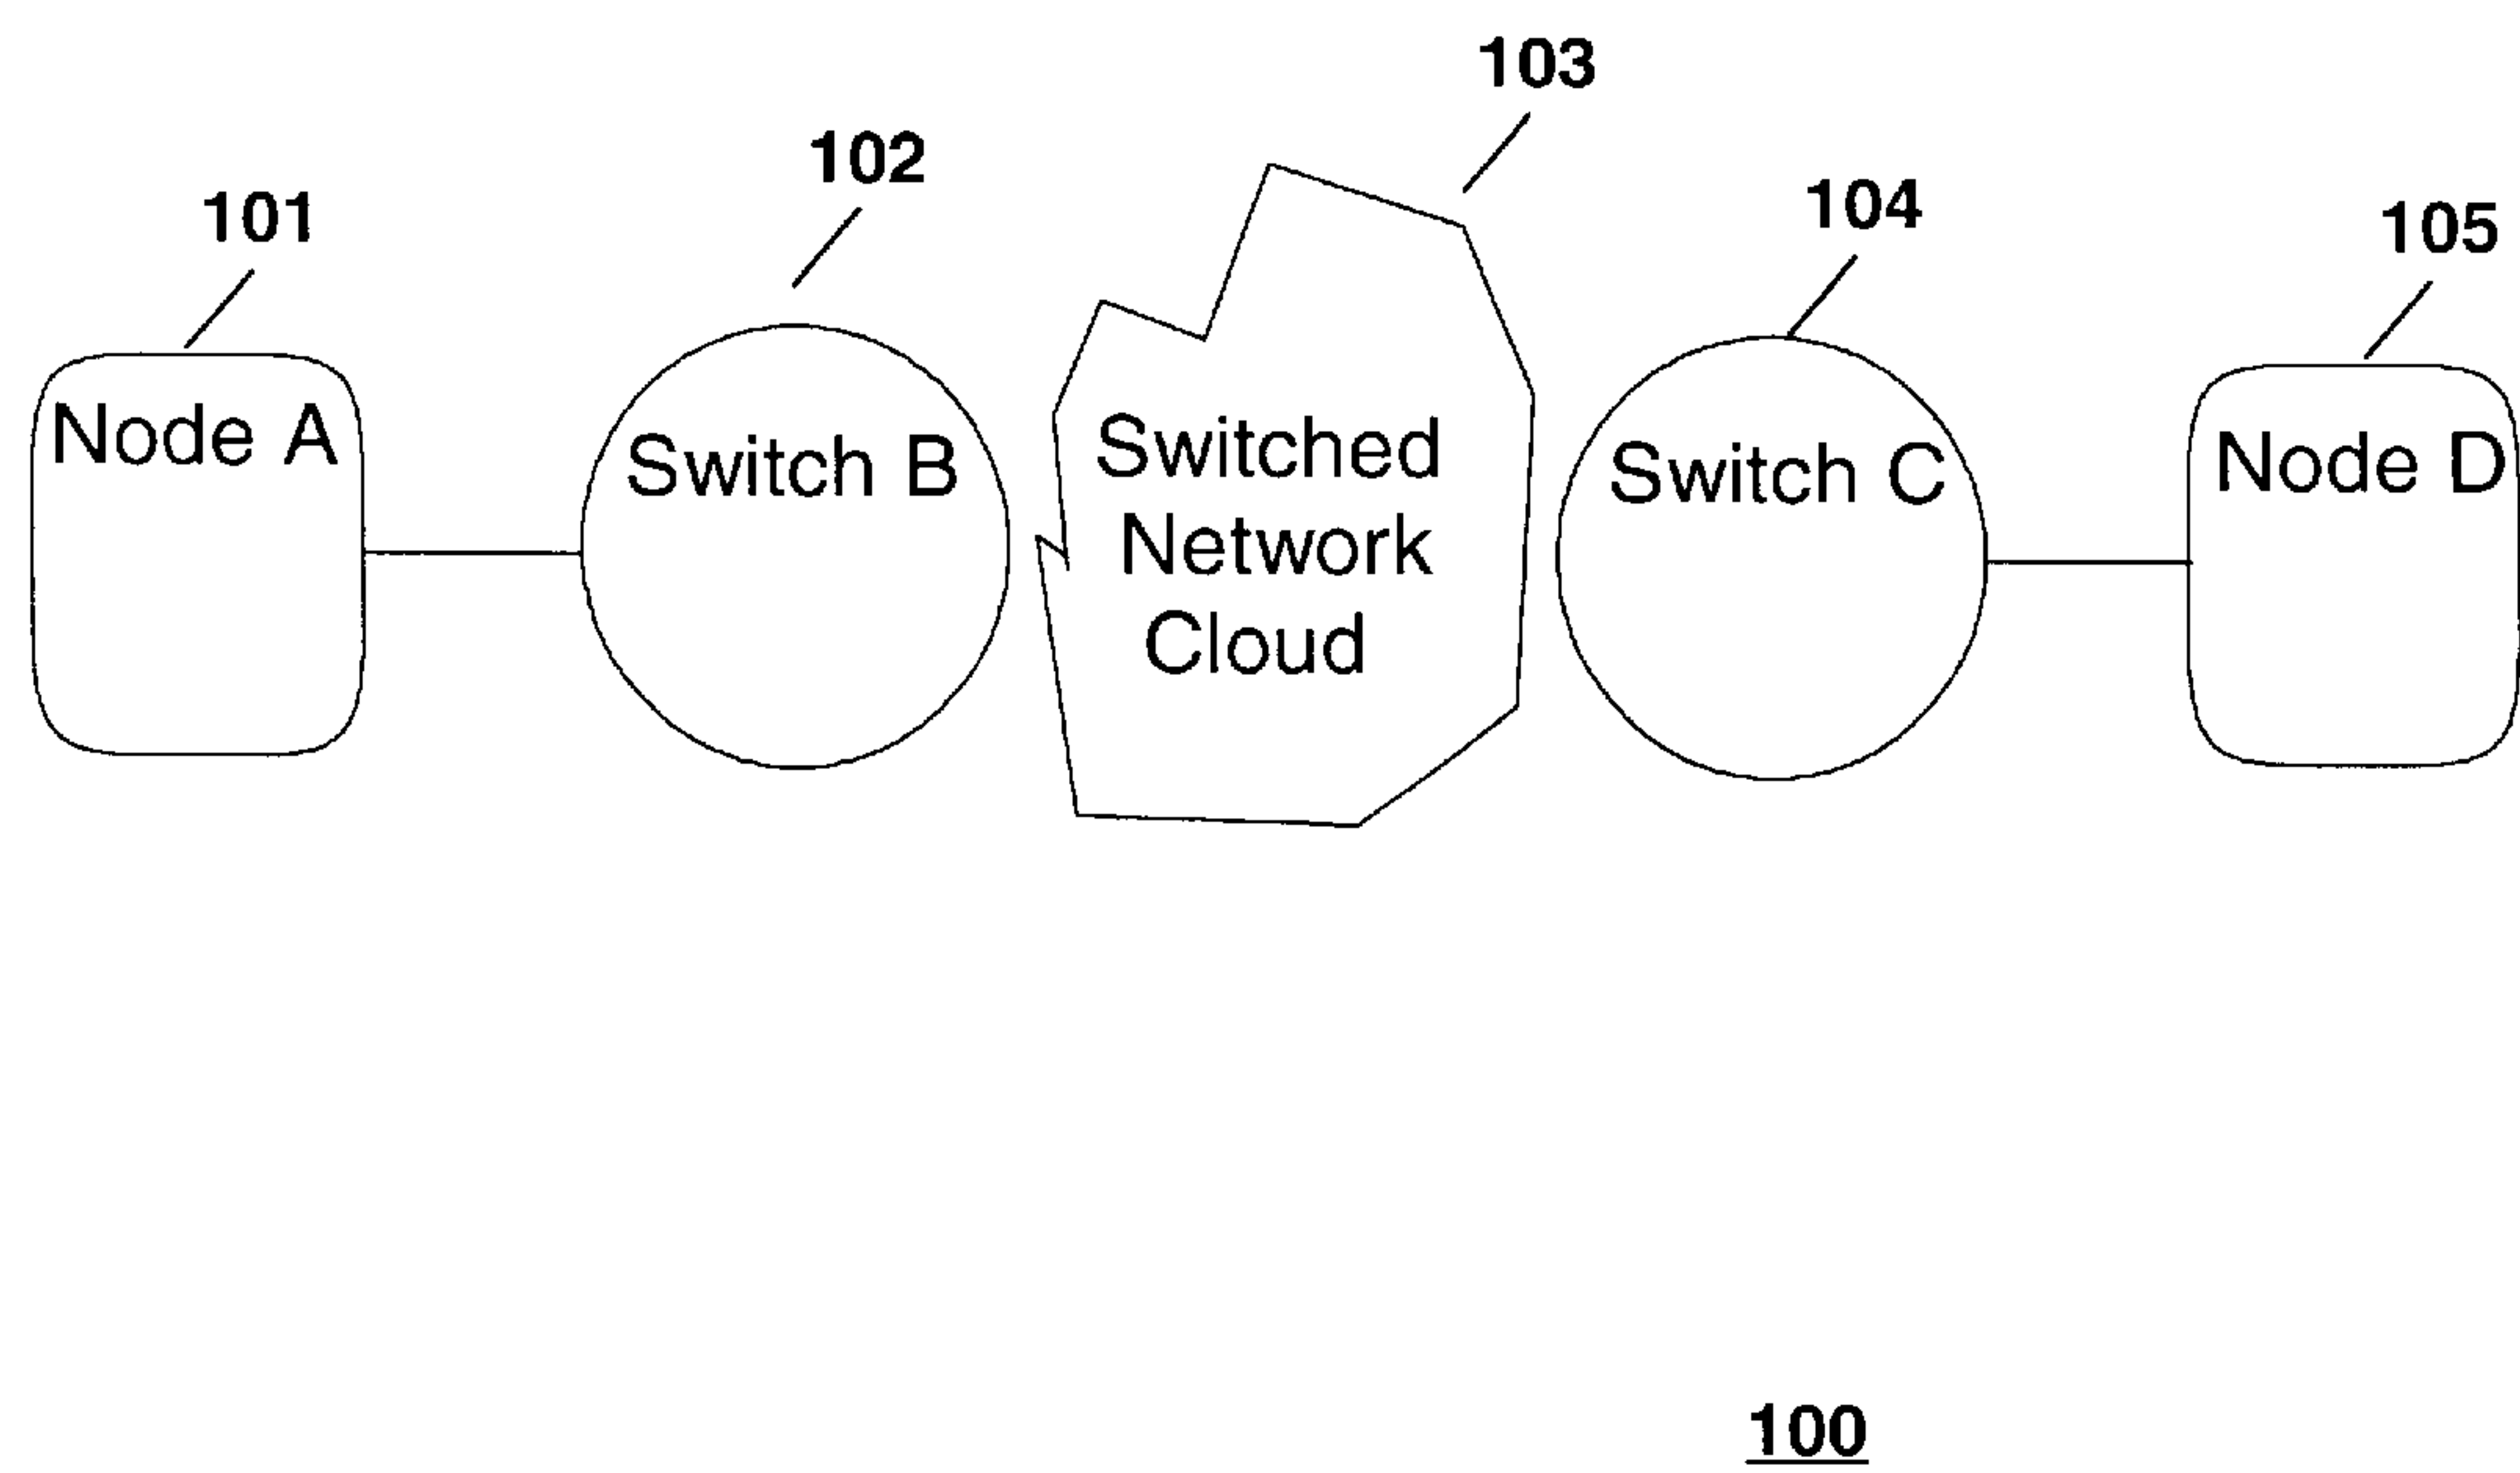 103
102
104
101
105
Node A
Switch B
Switched
Network
Cloud
Switch C
Node D
100